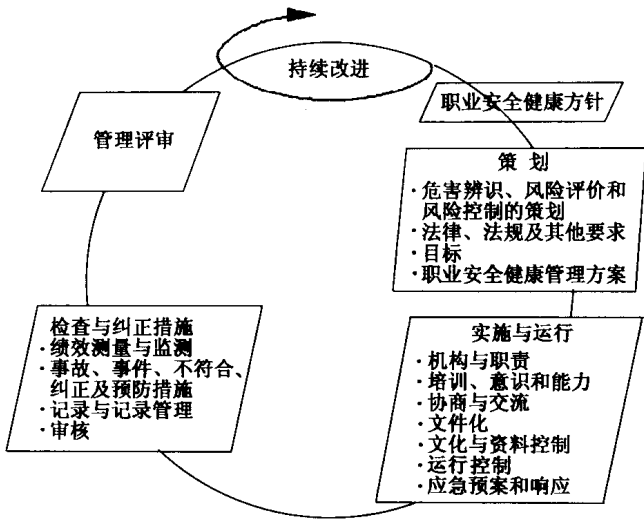 持续改进
职业安全健康方针
策 划
·危害辨识、风险评价和
风险控制的策划
·法律、法规及其他要求
·目标
·职业安全健康管理方案
实施与运行
·机构与职责
·培训、意识和能力
·协商与交流
·文件化
·文化与资料控制
·运行控制
·应急预案和响应
检查与纠正措施
·绩效测量与监测
·事故、事件、不符合、
纠正及预防措施
·记录与记录管理
·审核
管理评审